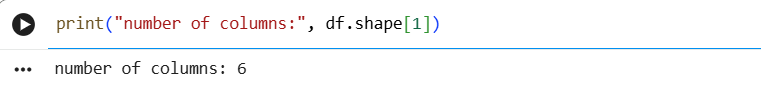 print("number of columns:", df.shape[1])
number of columns: 6